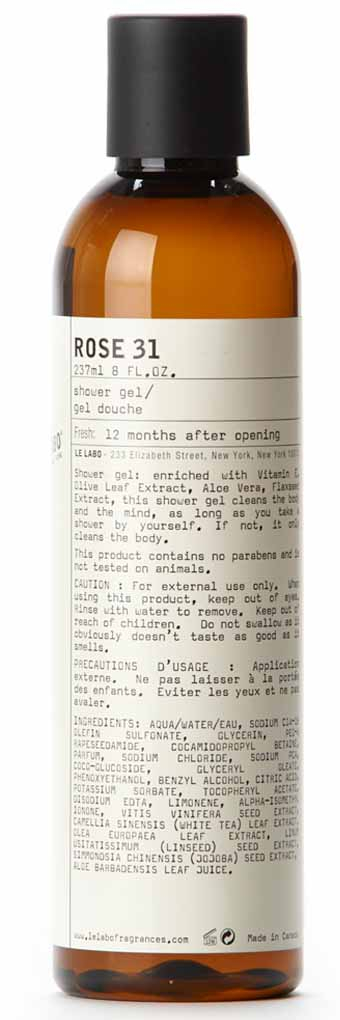 ROSE 31
237ml 8 FL.OZ.
shower gel/
gel douche
Fresh: 12 months after opening
LE LABO - 233 Elizabeth Street, New York, New York
Shower gel: enriched with Vitamin E,
Olive Leaf Extract, Aloe Vera, Flaxseed
Extract, this shower gel cleans the body
and the mind, as long as you take a
shower by yourself. If not, it only
cleans the body.
This product contains no parabens and is
not tested on animals.
CAUTION : For external use only. When
using this product, keep out of eyes.
Rinse with water to remove. Keep out of
reach of children. Do not swallow as it
obviously doesn't taste as good as it
smells.
PRECAUTIONS D'USAGE : Application
externe. Ne pas laisser à la portée
des enfants. Eviter les yeux et ne pas
avaler.
INGREDIENTS: AQUA/WATER/EAU, SODIUM C14-16
OLEFIN SULFONATE, GLYCERIN, PEG-4
RAPESEEDAMIDE, COCAMIDOPROPYL BETAINE,
PARFUM, SODIUM CHLORIDE, SODIUM PCA,
COCO-GLUCOSIDE, GLYCERYL OLEATE,
PHENOXYETHANOL, BENZYL ALCOHOL, CITRIC ACID,
POTASSIUM SORBATE, TOCOPHERYL ACETATE,
DISODIUM EDTA, LIMONENE, ALPHA-ISOMETHYL
IONONE, VITIS VINIFERA SEED EXTRACT,
CAMELLIA SINENSIS (WHITE TEA) LEAF EXTRACT,
OLEA EUROPAEA LEAF EXTRACT, LINUM
USITATISSIMUM (LINSEED) SEED EXTRACT,
SIMMONDSIA CHINENSIS (JOJOBA) SEED EXTRACT,
ALOE BARBADENSIS LEAF JUICE.
www.lelabofragrances.com Made in Canada